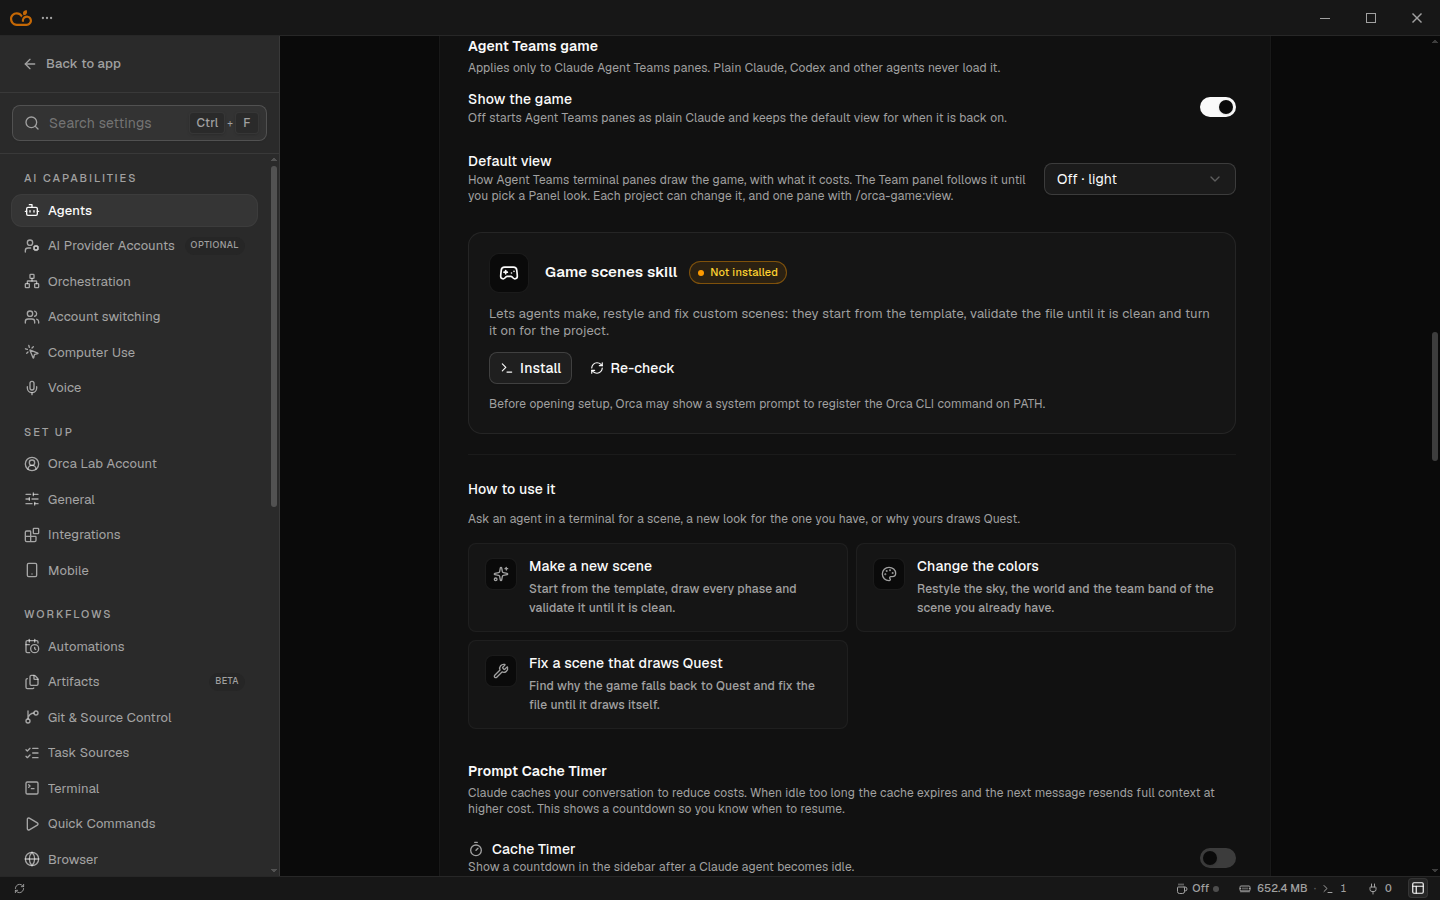 Back to app
Search settings
Ctrl + F
AI CAPABILITIES
Agents
AI Provider Accounts OPTIONAL
Orchestration
Account switching
Computer Use
Voice
SET UP
Orca Lab Account
General
Integrations
Mobile
WORKFLOWS
Automations
Artifacts BETA
Git & Source Control
Task Sources
Terminal
Quick Commands
Browser
Agent Teams game
Applies only to Claude Agent Teams panes. Plain Claude, Codex and other agents never load it.
Show the game
Off starts Agent Teams panes as plain Claude and keeps the default view for when it is back on.
Default view
How Agent Teams terminal panes draw the game, with what it costs. The Team panel follows it until
you pick a Panel look. Each project can change it, and one pane with /orca-game:view.
Off · light
Game scenes skill
Not installed
Lets agents make, restyle and fix custom scenes: they start from the template, validate the file until it is clean and turn
it on for the project.
Install
Re-check
Before opening setup, Orca may show a system prompt to register the Orca CLI command on PATH.
How to use it
Ask an agent in a terminal for a scene, a new look for the one you have, or why yours draws Quest.
Make a new scene
Start from the template, draw every phase and
validate it until it is clean.
Change the colors
Restyle the sky, the world and the team band of the
scene you already have.
Fix a scene that draws Quest
Find why the game falls back to Quest and fix the
file until it draws itself.
Prompt Cache Timer
Claude caches your conversation to reduce costs. When idle too long the cache expires and the next message resends full context at
higher cost. This shows a countdown so you know when to resume.
Cache Timer
Show a countdown in the sidebar after a Claude agent becomes idle.
Off
652.4 MB · 1
0